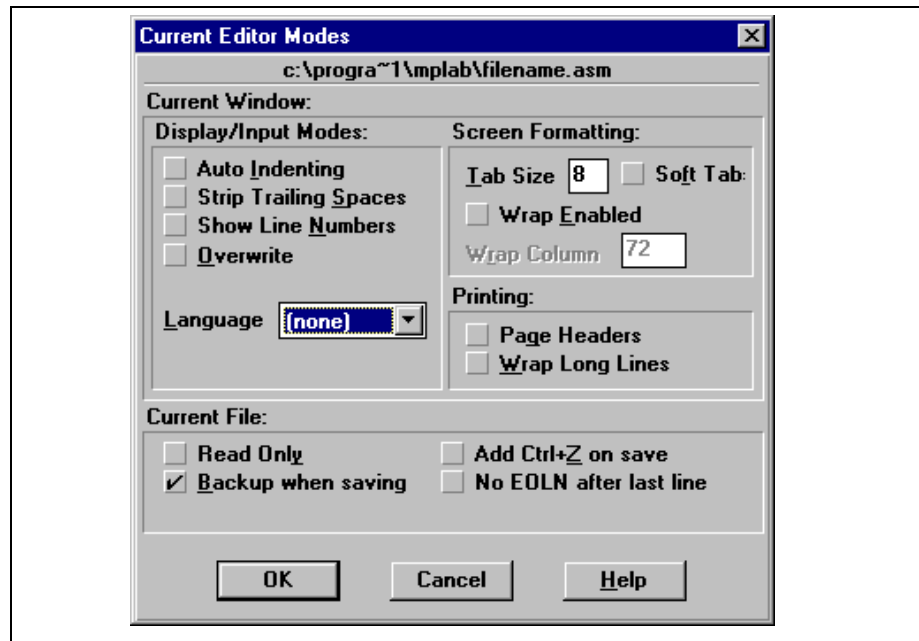 Current Editor Modes
c:\progra~1\mplab\filename.asm
Current Window:
Display/Input Modes:
Auto Indenting
Strip Trailing Spaces
Show Line Numbers
Overwrite
Language (none)
Screen Formatting:
Tab Size 8 Soft Tab:
Wrap Enabled
Wrap Column 72
Printing:
Page Headers
Wrap Long Lines
Current File:
Read Only
Backup when saving
Add Ctrl+Z on save
No EOLN after last line
OK Cancel Help